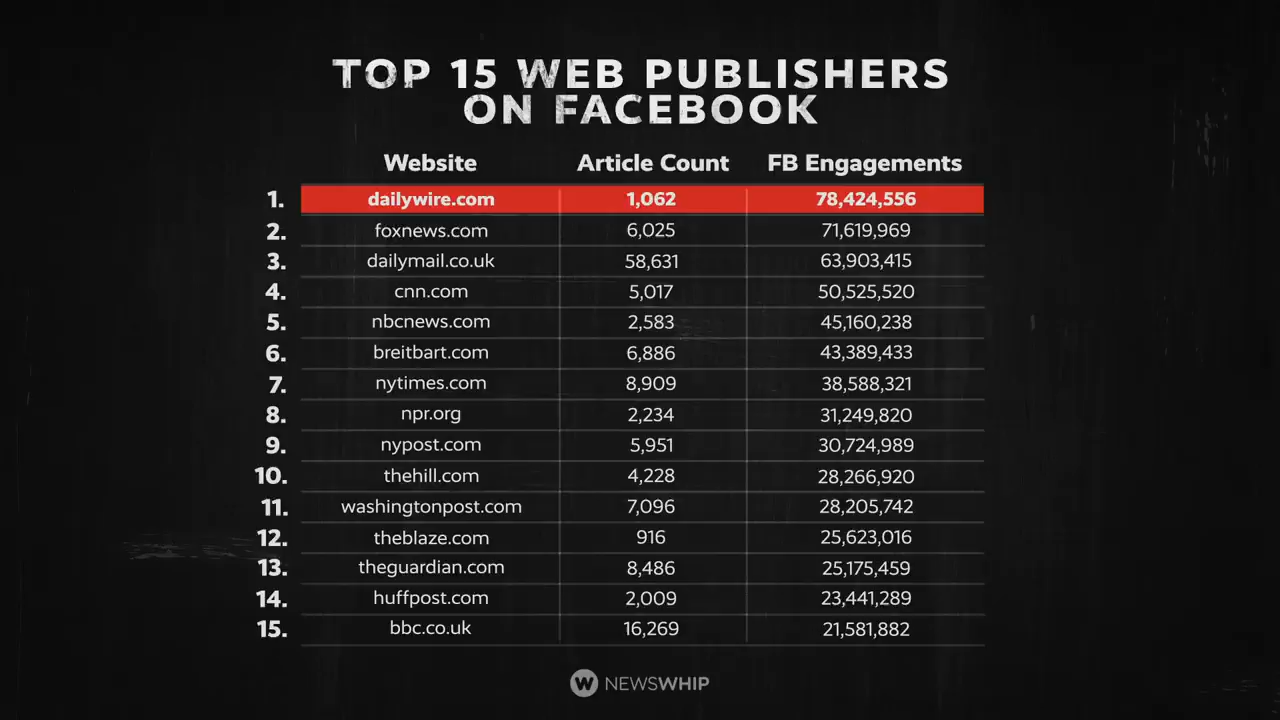 TOP 15 WEB PUBLISHERS
ON FACEBOOK
Website Article Count FB Engagements
1. dailywire.com 1,062 78,424,556
2. foxnews.com 6,025 71,619,969
3. dailymail.co.uk 58,631 63,903,415
4. cnn.com 5,017 50,525,520
5. nbcnews.com 2,583 45,160,238
6. breitbart.com 6,886 43,389,433
7. nytimes.com 8,909 38,588,321
8. npr.org 2,234 31,249,820
9. nypost.com 5,951 30,724,989
10. thehill.com 4,228 28,266,920
11. washingtonpost.com 7,096 28,205,742
12. theblaze.com 916 25,623,016
13. theguardian.com 8,486 25,175,459
14. huffpost.com 2,009 23,441,289
15. bbc.co.uk 16,269 21,581,882
W NEWSWHIP